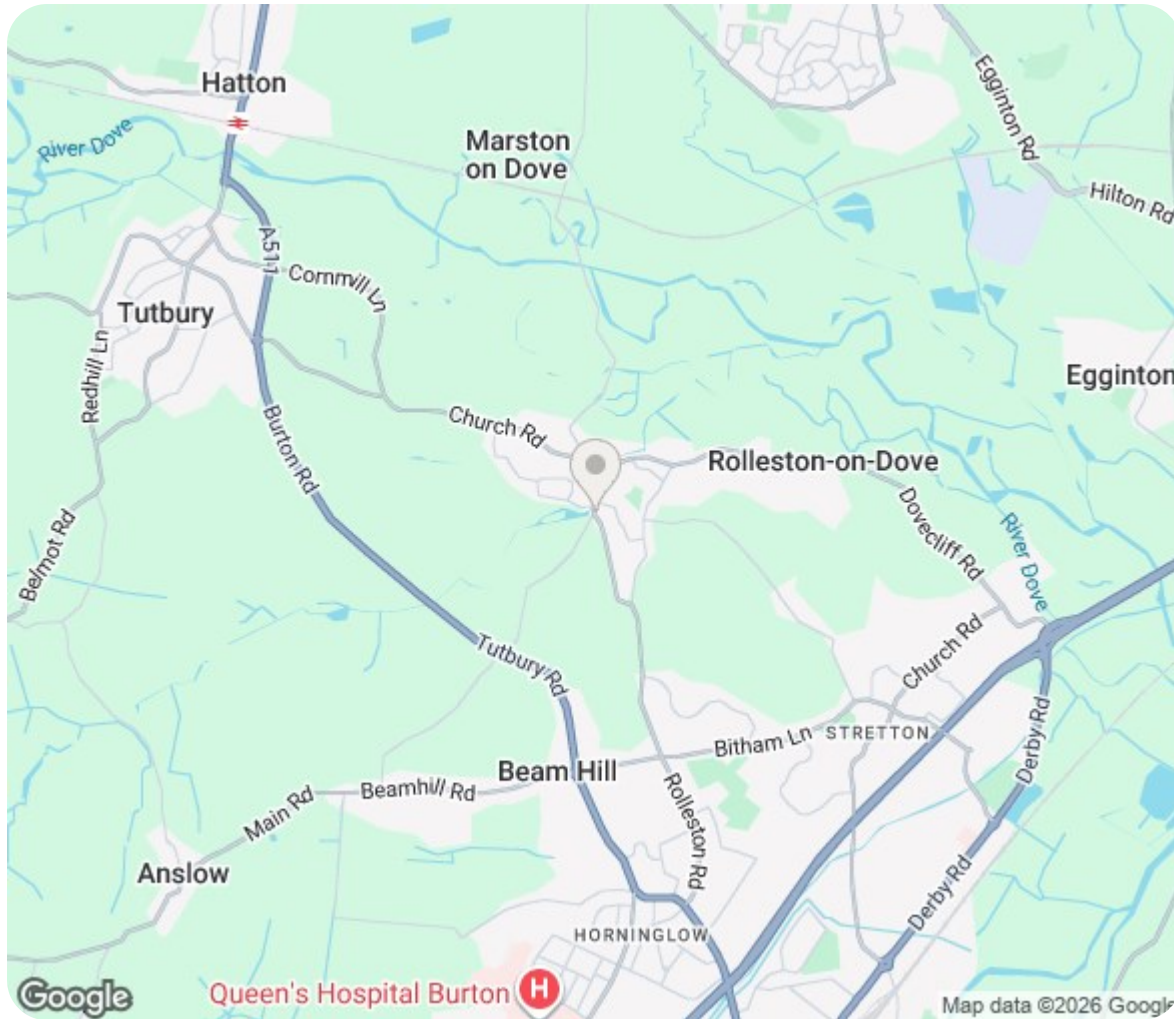 Hatton
Egginton Rd
River Dove
Marston
on Dove
Hilton Rd
A511
Cornmill Ln
Tutbury
Redhill Ln
Egginton
Burton Rd
Church Rd
Rolleston-on-Dove
Belmot Rd
Dovecliff Rd
River Dove
Tutbury Rd
Church Rd
Bitham Ln
STRETTON
Derby Rd
Beam Hill
Beamhill Rd
Main Rd
Rolleston Rd
Anslow
Derby Rd
HORNINGLOW
Queen's Hospital Burton
H
Google
Map data ©2026 Google